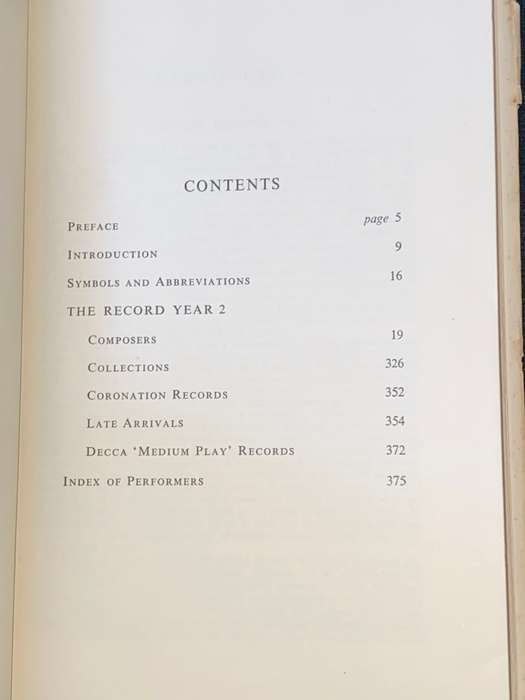 CONTENTS
PREFACE page 5
INTRODUCTION 9
SYMBOLS AND ABBREVIATIONS 16
THE RECORD YEAR 2
COMPOSERS 19
COLLECTIONS 326
CORONATION RECORDS 352
LATE ARRIVALS 354
DECCA ‘MEDIUM PLAY’ RECORDS 372
INDEX OF PERFORMERS 375